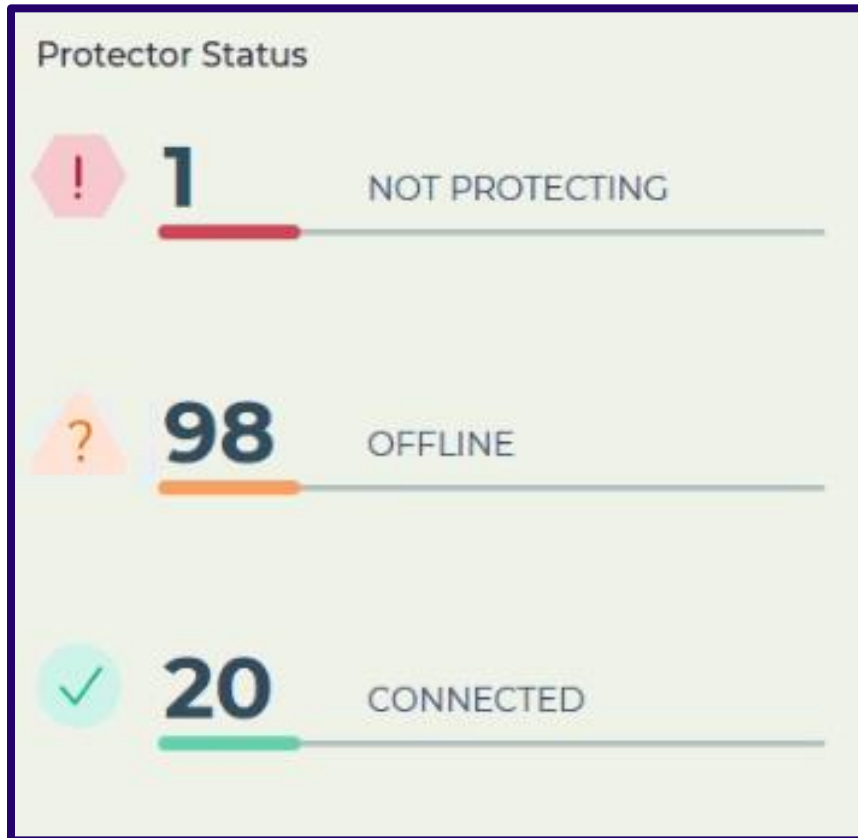 Protector Status
! 1 NOT PROTECTING
? 98 OFFLINE
20 CONNECTED